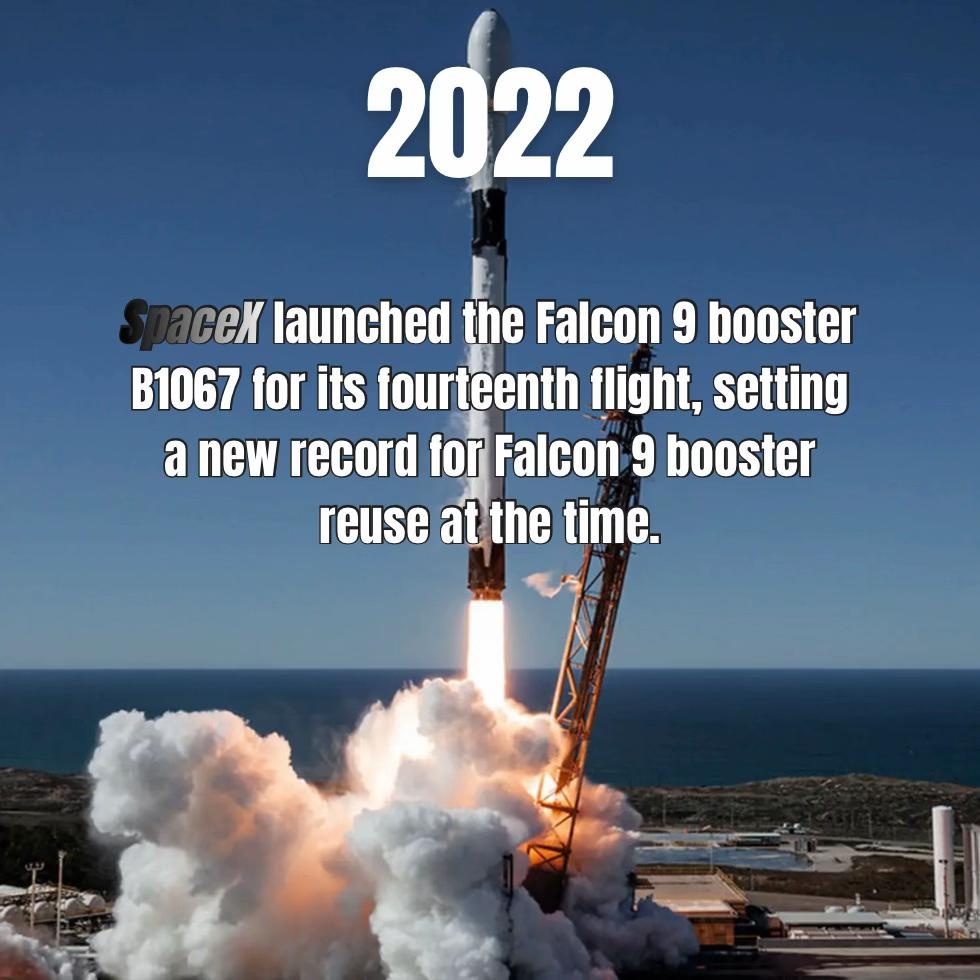 2022
SpaceX launched the Falcon 9 booster
B1067 for its fourteenth flight, setting
a new record for Falcon 9 booster
reuse at the time.